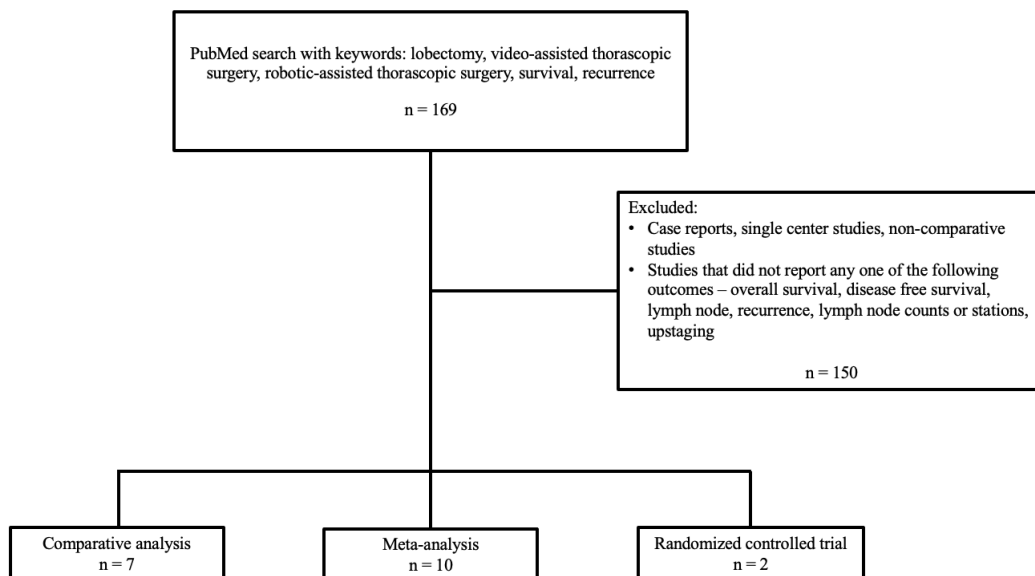 PubMed search with keywords: lobectomy, video-assisted thorascopic
surgery, robotic-assisted thorascopic surgery, survival, recurrence
n = 169
Excluded:
• Case reports, single center studies, non-comparative
studies
• Studies that did not report any one of the following
outcomes – overall survival, disease free survival,
lymph node, recurrence, lymph node counts or stations,
upstaging
n = 150
Comparative analysis
n = 7
Meta-analysis
n = 10
Randomized controlled trial
n = 2